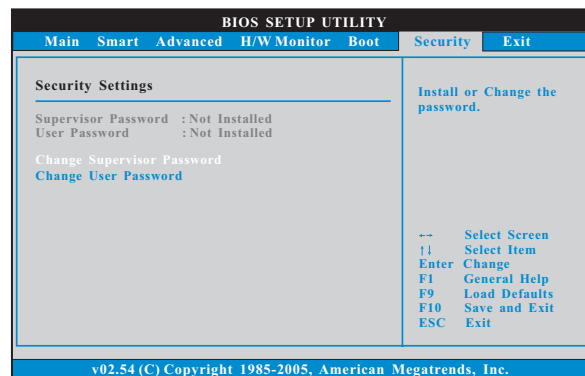 BIOS SETUP UTILITY
Main Smart Advanced H/W Monitor Boot Security Exit
Security Settings
Supervisor Password : Not Installed
User Password : Not Installed
Change Supervisor Password
Change User Password
Install or Change the
password.
←→ Select Screen
↑↓ Select Item
Enter Change
F1 General Help
F9 Load Defaults
F10 Save and Exit
ESC Exit
v02.54 (C) Copyright 1985-2005, American Megatrends, Inc.